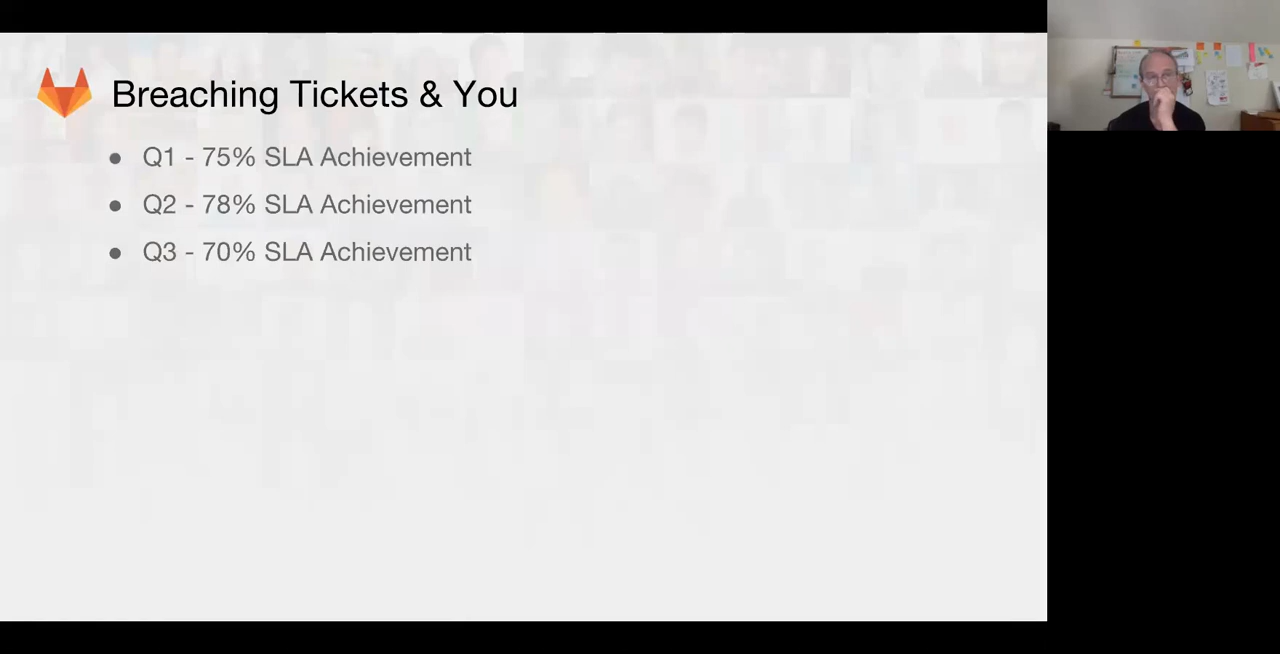 Breaching Tickets & You
● Q1 - 75% SLA Achievement
● Q2 - 78% SLA Achievement
● Q3 - 70% SLA Achievement